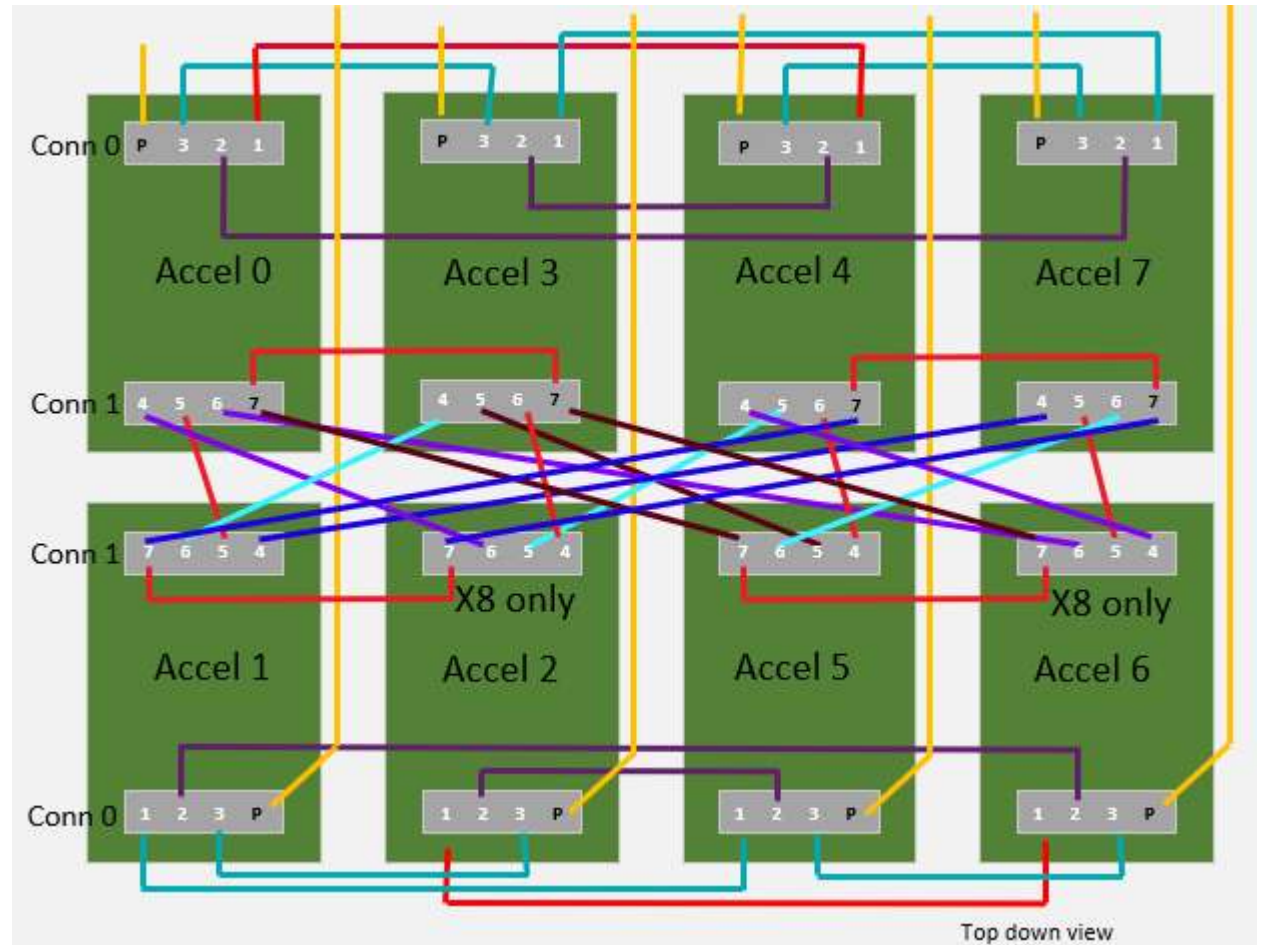 Conn 0 P 3 2 1 P 3 2 1 P 3 2 1 P 3 2 1
Accel 0 Accel 3 Accel 4 Accel 7
Conn 1 4 5 6 7 4 5 6 7 4 5 6 7 4 5 6 7
Conn 1 7 6 5 4 7 6 5 4 7 6 5 4 7 6 5 4
X8 only X8 only
Accel 1 Accel 2 Accel 5 Accel 6
Conn 0 1 2 3 P 1 2 3 P 1 2 3 P 1 2 3 P
Top down view